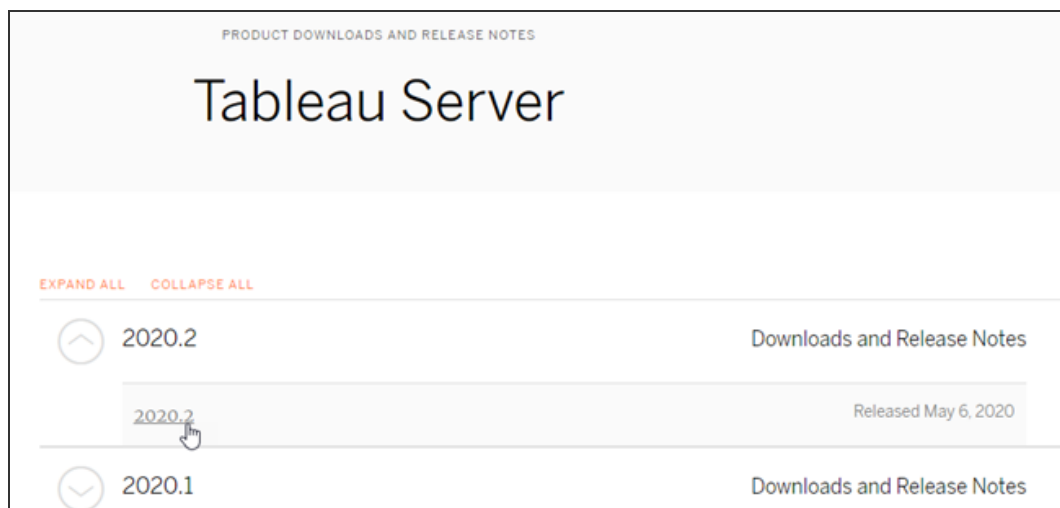 PRODUCT DOWNLOADS AND RELEASE NOTES
Tableau Server
EXPAND ALL COLLAPSE ALL
2020.2 Downloads and Release Notes
2020.2 Released May 6, 2020
2020.1 Downloads and Release Notes